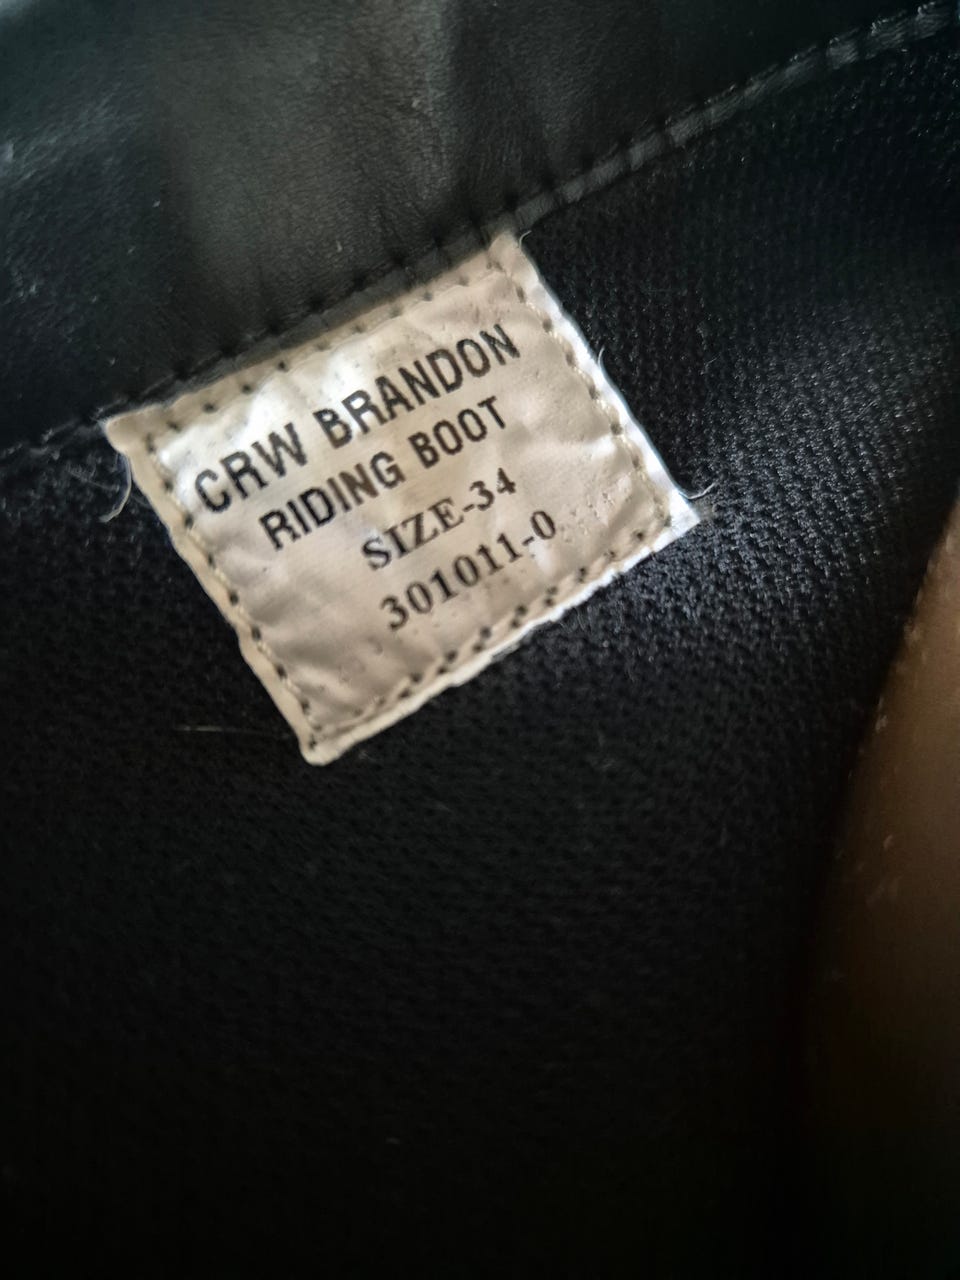 CRW BRANDON
RIDING BOOT
SIZE-34
301011-0